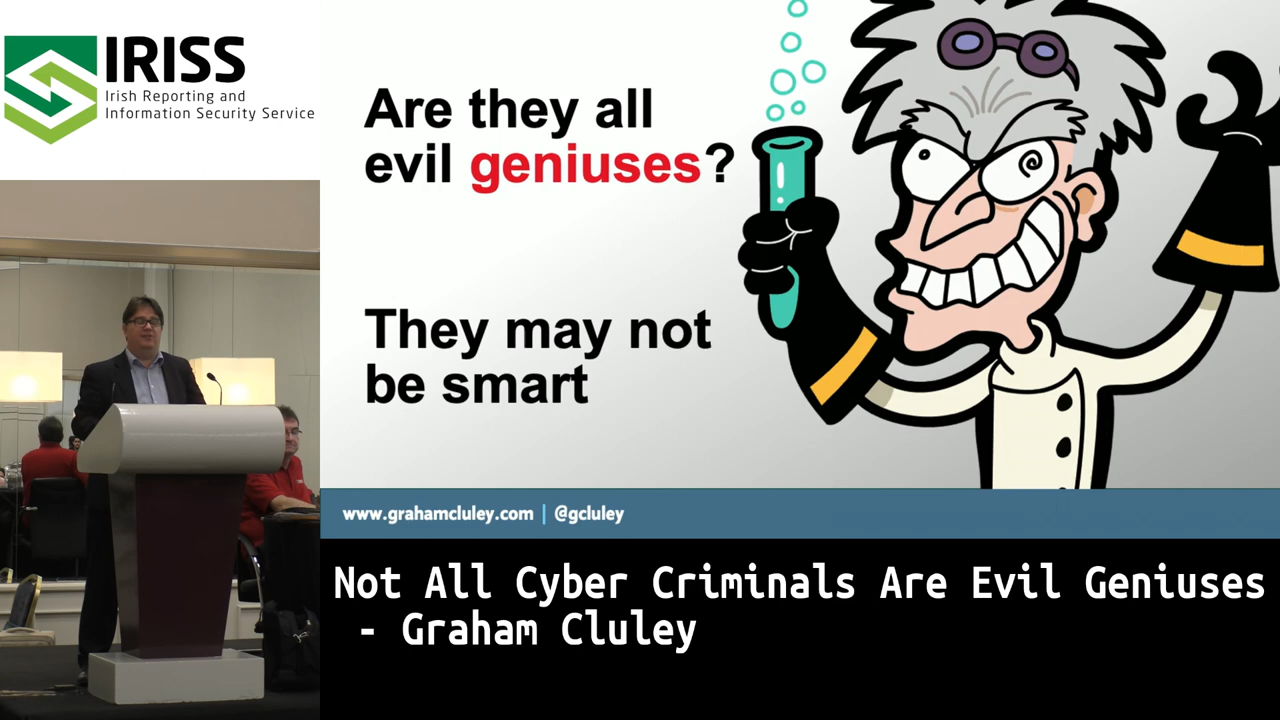 IRISS
Irish Reporting and
Information Security Service
Are they all
evil geniuses?
They may not
be smart
www.grahamcluley.com | @gcluley
Not All Cyber Criminals Are Evil Geniuses
- Graham Cluley